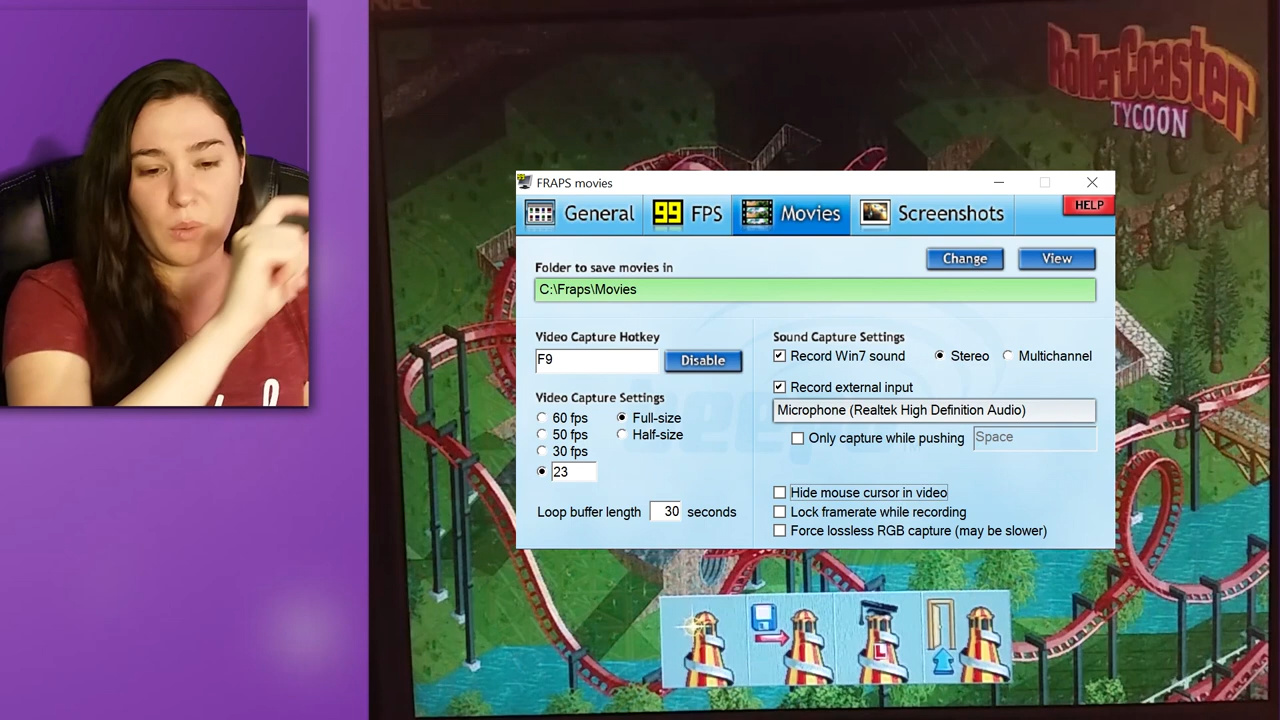 NEC
RollerCoaster
TYCOON
FRAPS movies
General
99
FPS
Movies
Screenshots
HELP
Folder to save movies in
Change
View
C:\Fraps\Movies
Video Capture Hotkey
F9
Disable
Video Capture Settings
60 fps
Full-size
50 fps
Half-size
30 fps
23
Loop buffer length 30 seconds
Sound Capture Settings
Record Win7 sound
Stereo
Multichannel
Record external input
Microphone (Realtek High Definition Audio)
Only capture while pushing
Space
Hide mouse cursor in video
Lock framerate while recording
Force lossless RGB capture (may be slower)
L